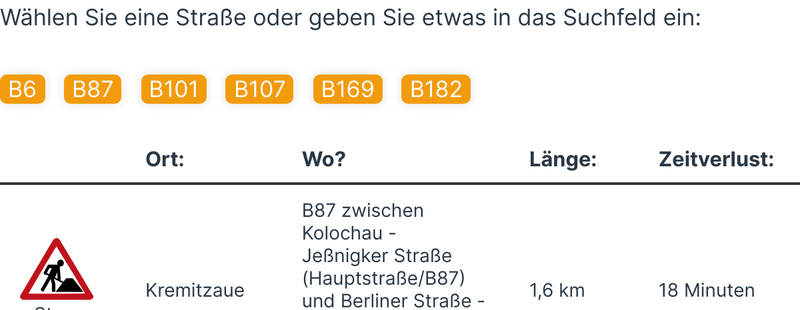 Wählen Sie eine Straße oder geben Sie etwas in das Suchfeld ein:
B6 B87 B101 B107 B169 B182
Ort: Wo? Länge: Zeitverlust:
B87 zwischen
Kolochau -
Jeßnigker Straße
(Hauptstraße/B87)
Kremitzaue und Berliner Straße - 1,6 km 18 Minuten